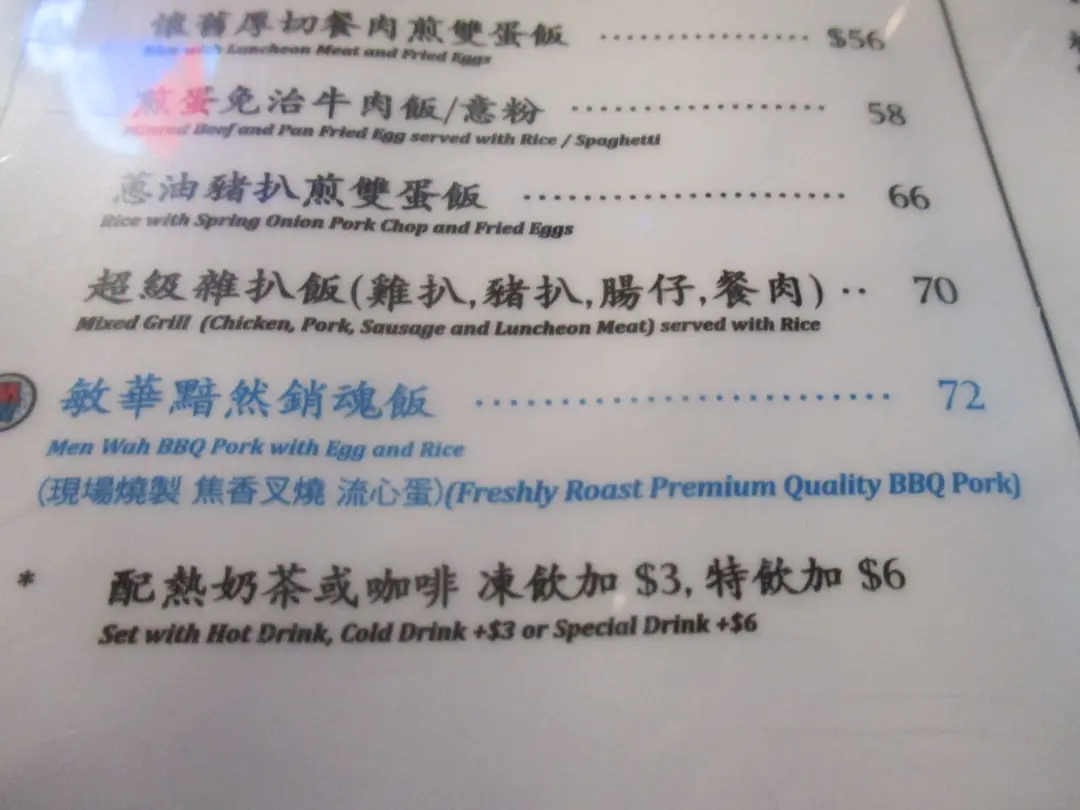 懷舊厚切餐肉煎雙蛋飯 ···················· $56
Rice with Luncheon Meat and Fried Eggs
煎蛋免治牛肉飯/意粉 ························ 58
Minced Beef and Pan Fried Egg served with Rice / Spaghetti
蔥油豬扒煎雙蛋飯 ······················ 66
Rice with Spring Onion Pork Chop and Fried Eggs
超級雜扒飯(雞扒,豬扒,腸仔,餐肉) ·· 70
Mixed Grill (Chicken, Pork, Sausage and Luncheon Meat) served with Rice
敏華黯然銷魂飯 ···························· 72
Men Wah BBQ Pork with Egg and Rice
(現場燒製 焦香叉燒 流心蛋)(Freshly Roast Premium Quality BBQ Pork)
* 配熱奶茶或咖啡 凍飲加 $3, 特飲加 $6
Set with Hot Drink, Cold Drink +$3 or Special Drink +$6